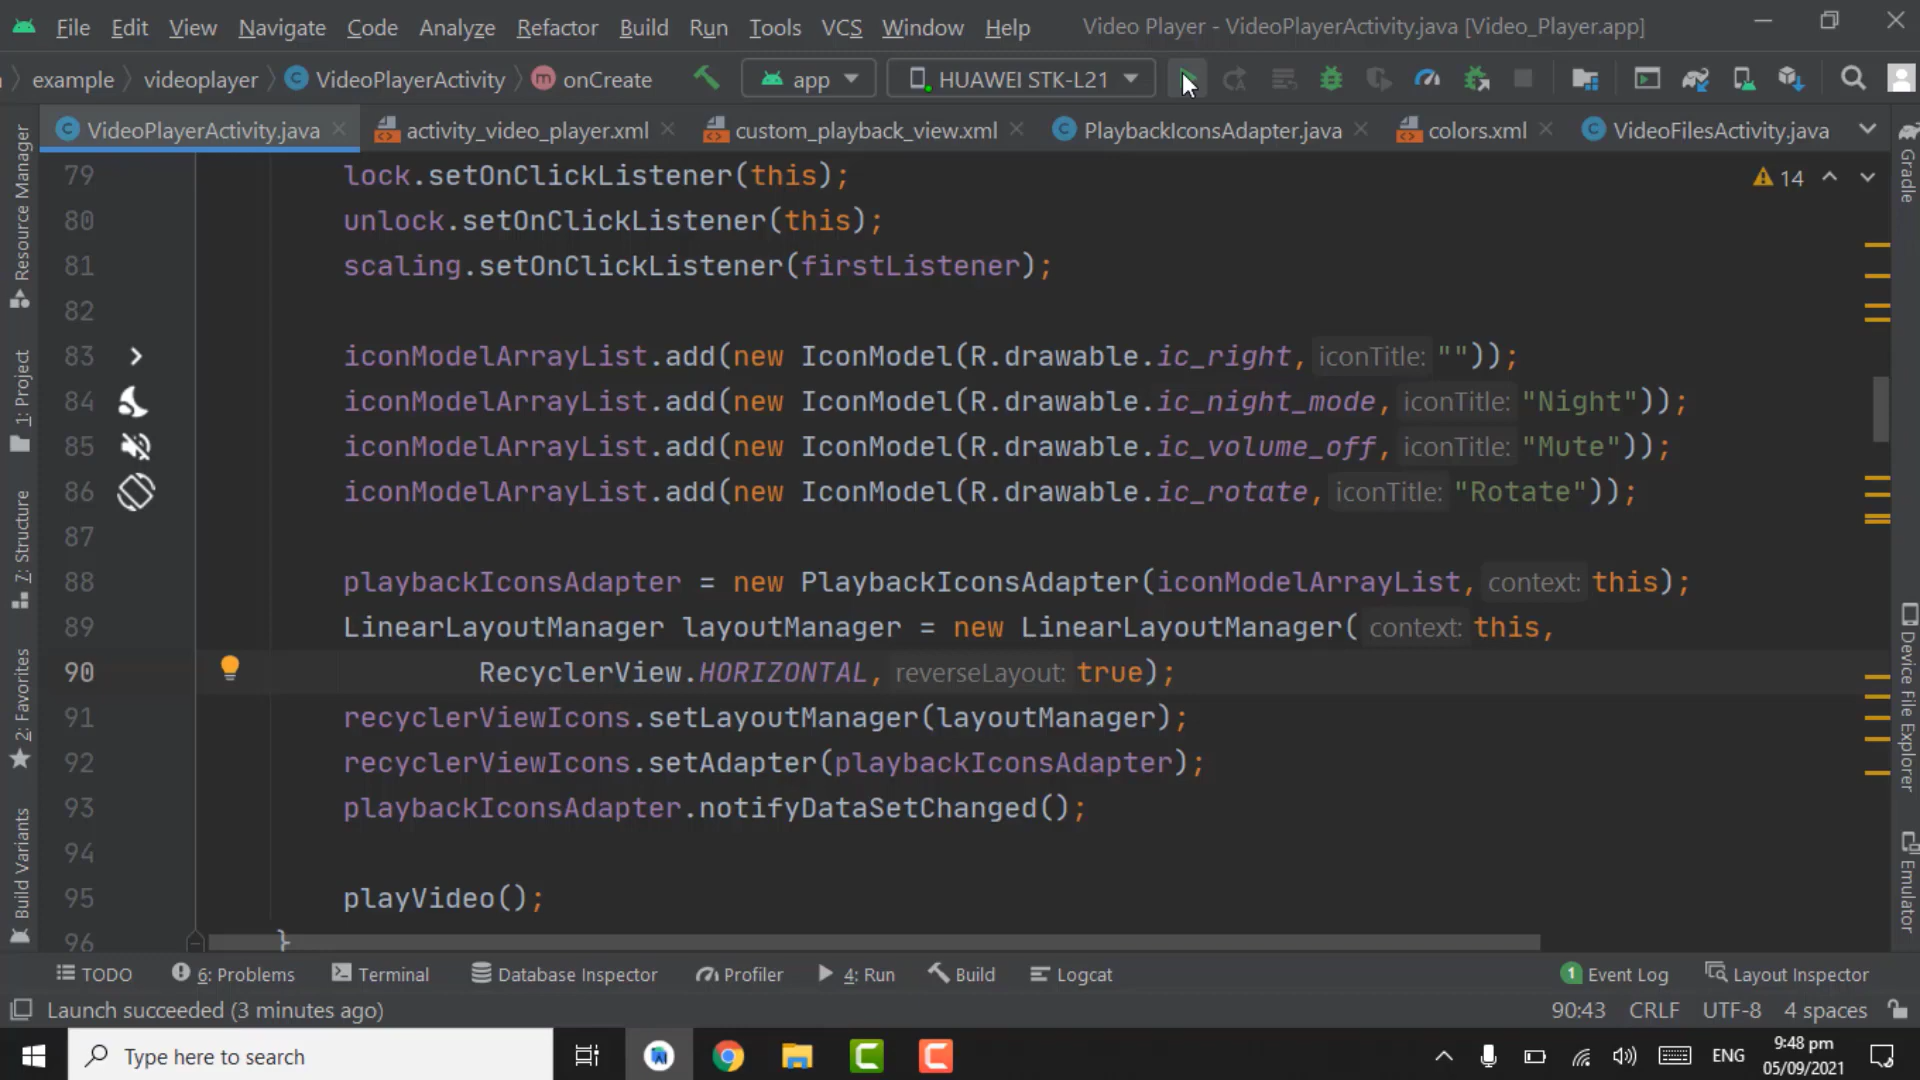 File Edit View Navigate Code Analyze Refactor Build Run Tools VCS Window Help Video Player - VideoPlayerActivity.java [Video_Player.app]
example videoplayer VideoPlayerActivity onCreate app HUAWEI STK-L21
VideoPlayerActivity.java activity_video_player.xml custom_playback_view.xml PlaybackIconsAdapter.java colors.xml VideoFilesActivity.java
Resource Manager
1: Project
7: Structure
2: Favorites
Build Variants
14
79 lock.setOnClickListener(this);
80 unlock.setOnClickListener(this);
81 scaling.setOnClickListener(firstListener);
82
83 iconModelArrayList.add(new IconModel(R.drawable.ic_right, iconTitle: ""));
84 iconModelArrayList.add(new IconModel(R.drawable.ic_night_mode, iconTitle: "Night"));
85 iconModelArrayList.add(new IconModel(R.drawable.ic_volume_off, iconTitle: "Mute"));
86 iconModelArrayList.add(new IconModel(R.drawable.ic_rotate, iconTitle: "Rotate"));
87
88 playbackIconsAdapter = new PlaybackIconsAdapter(iconModelArrayList, context: this);
89 LinearLayoutManager layoutManager = new LinearLayoutManager( context: this,
90 RecyclerView.HORIZONTAL, reverseLayout: true);
91 recyclerViewIcons.setLayoutManager(layoutManager);
92 recyclerViewIcons.setAdapter(playbackIconsAdapter);
93 playbackIconsAdapter.notifyDataSetChanged();
94
95 playVideo();
96 }
Gradle
Device File Explorer
Emulator
TODO 6: Problems Terminal Database Inspector Profiler 4: Run Build Logcat 1 Event Log Layout Inspector
Launch succeeded (3 minutes ago) 90:43 CRLF UTF-8 4 spaces
Type here to search ENG 9:48 pm
05/09/2021